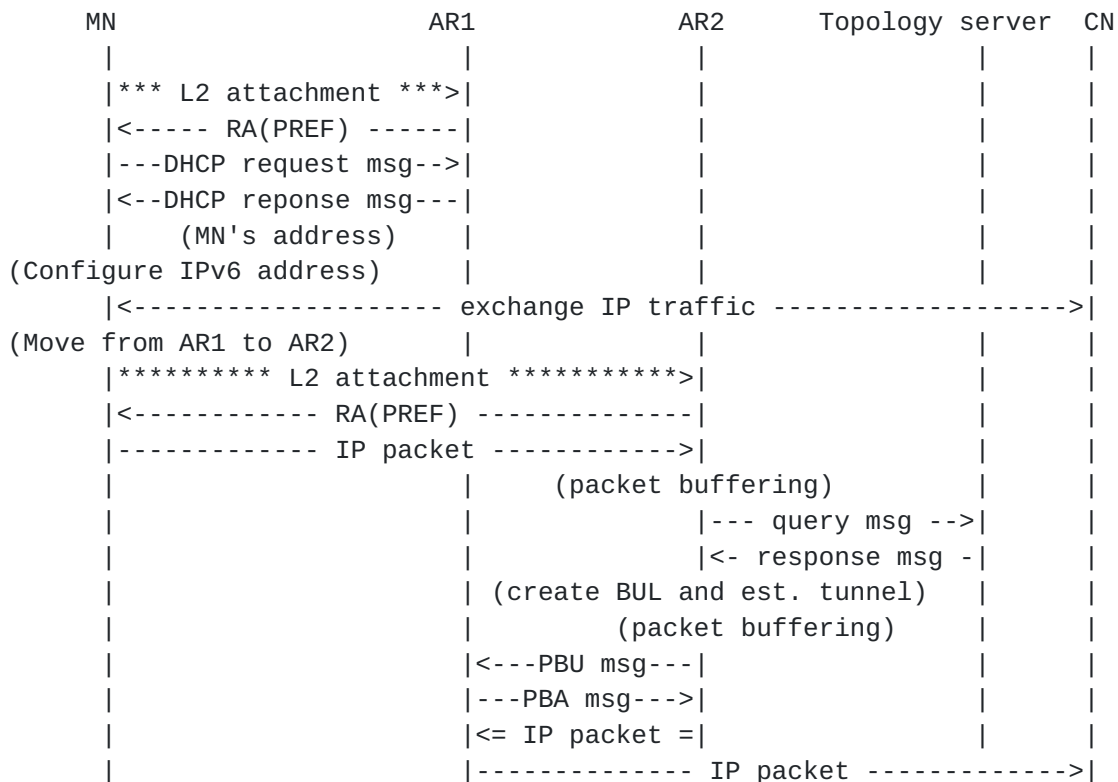 MN                  AR1             AR2      Topology server  CN
      |                    |              |                |      |
      |*** L2 attachment ***>|              |                |      |
      |<----- RA(PREF) ------|              |                |      |
      |---DHCP request msg-->|              |                |      |
      |<--DHCP reponse msg---|              |                |      |
      |    (MN's address)    |              |                |      |
(Configure IPv6 address)     |              |                |      |
      |<-------------------- exchange IP traffic ------------------>|
(Move from AR1 to AR2)       |              |                |      |
      |********** L2 attachment ***********>|                |      |
      |<------------ RA(PREF) --------------|                |      |
      |------------- IP packet ------------>|                |      |
      |                      |     (packet buffering)        |      |
      |                      |              |--- query msg -->|      |
      |                      |              |<- response msg -|      |
      |                      | (create BUL and est. tunnel)   |      |
      |                      |         (packet buffering)     |      |
      |                      |<---PBU msg---|                |      |
      |                      |---PBA msg--->|                |      |
      |                      |<= IP packet =|                |      |
      |                      |-------------- IP packet ------------->|